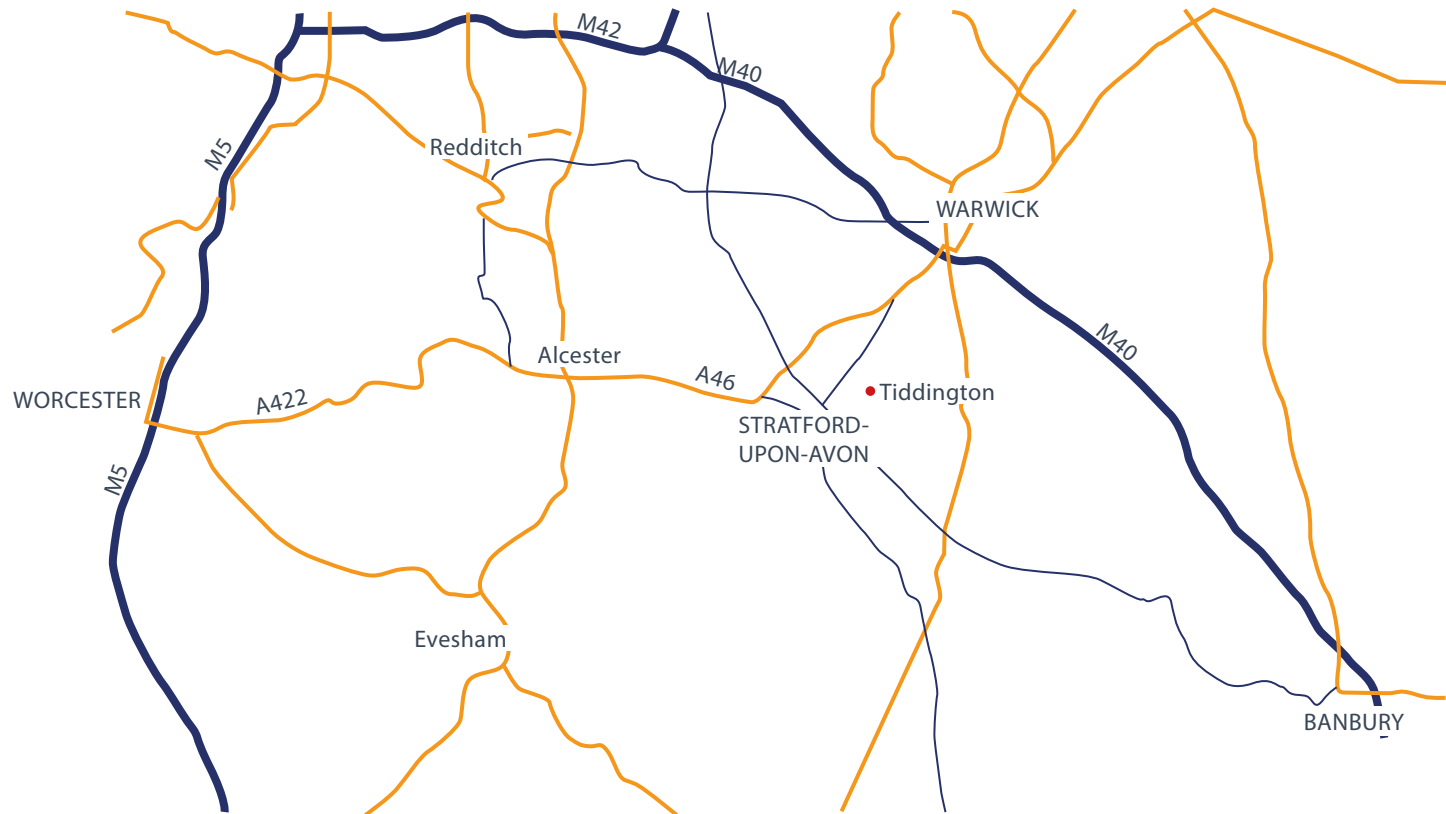 M42
M40
M5
Redditch
WARWICK
M40
Alcester
A46
Tiddington
WORCESTER
A422
STRATFORD-
UPON-AVON
M5
Evesham
BANBURY